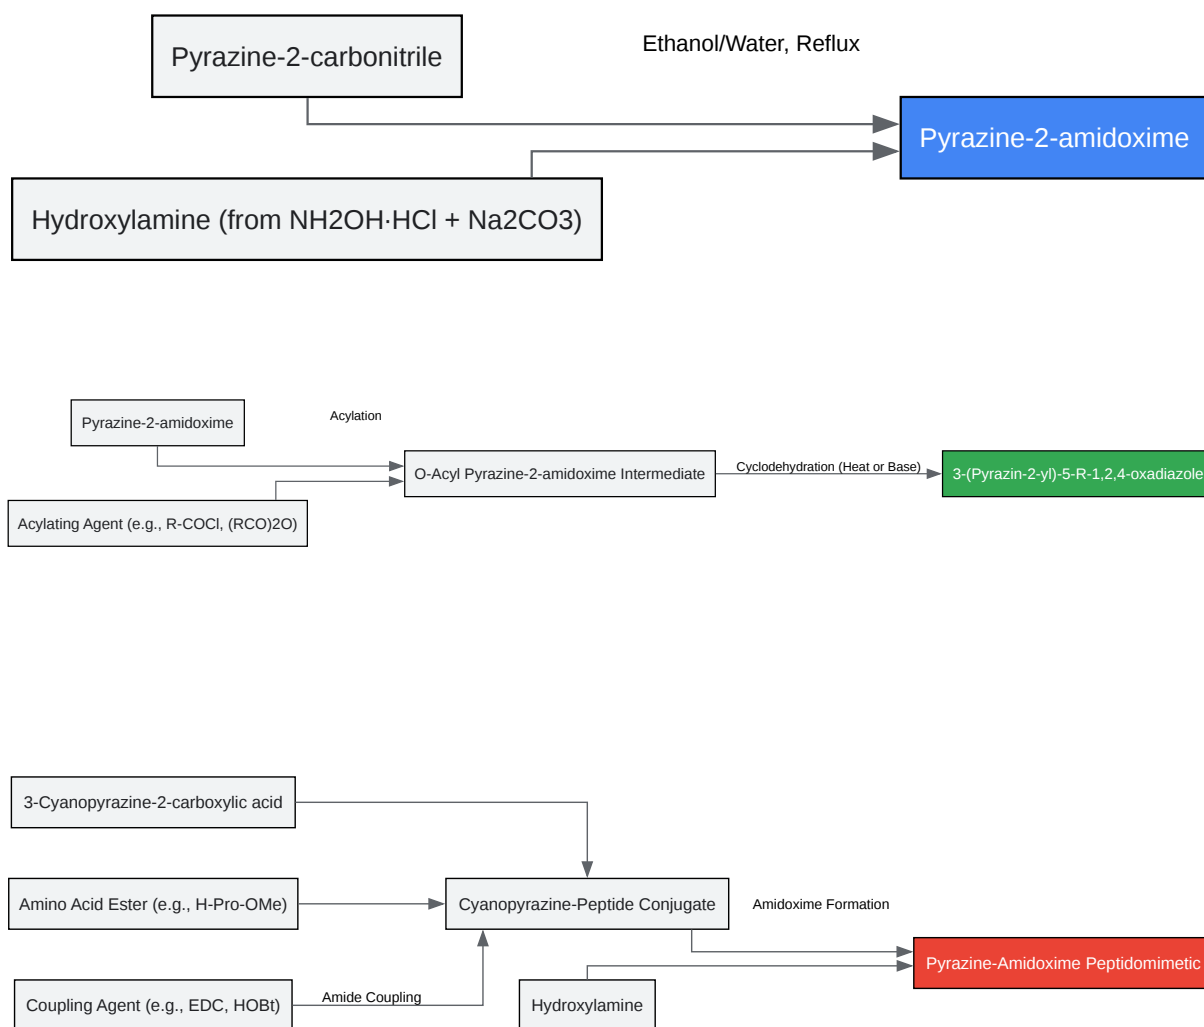 Pyrazine-2-carbonitrile
Ethanol/Water, Reflux
Pyrazine-2-amidoxime
Hydroxylamine (from NH2OH·HCl + Na2CO3)
Pyrazine-2-amidoxime
Acylation
O-Acyl Pyrazine-2-amidoxime Intermediate
Cyclodehydration (Heat or Base)
3-(Pyrazin-2-yl)-5-R-1,2,4-oxadiazole
Acylating Agent (e.g., R-COCl, (RCO)2O)
3-Cyanopyrazine-2-carboxylic acid
Amino Acid Ester (e.g., H-Pro-OMe)
Cyanopyrazine-Peptide Conjugate
Amidoxime Formation
Pyrazine-Amidoxime Peptidomimetic
Coupling Agent (e.g., EDC, HOBt)
Amide Coupling
Hydroxylamine